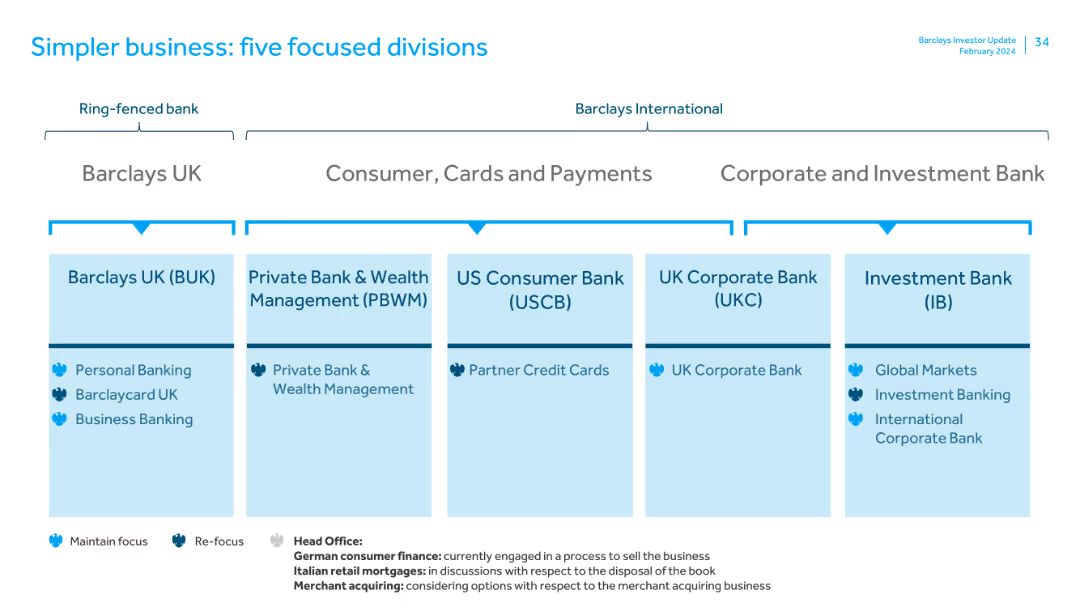 Simpler business: five focused divisions
Barclays Investor Update
February 2024
34
Ring-fenced bank
Barclays International
Barclays UK
Consumer, Cards and Payments
Corporate and Investment Bank
Barclays UK (BUK)
Private Bank & Wealth
Management (PBWM)
US Consumer Bank
(USCB)
UK Corporate Bank
(UKC)
Investment Bank
(IB)
Personal Banking
Barclaycard UK
Business Banking
Private Bank &
Wealth Management
Partner Credit Cards
UK Corporate Bank
Global Markets
Investment Banking
International
Corporate Bank
Maintain focus
Re-focus
Head Office:
German consumer finance: currently engaged in a process to sell the business
Italian retail mortgages: in discussions with respect to the disposal of the book
Merchant acquiring: considering options with respect to the merchant acquiring business